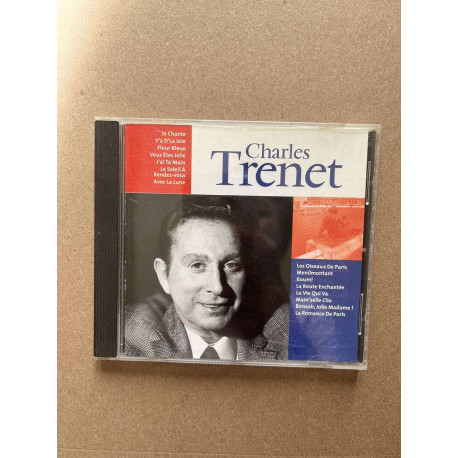 Je Chante
Y'a D'La Joie
Fleur Bleue
Vous Êtes Jolie
J'ai Ta Main
Le Soleil À
Rendez-vous
Avec La Lune
Charles
Trenet
Les Oiseaux De Paris
Menilmontant
Boum!
La Route Enchantée
La Vie Qui Va
Mam'zelle Clio
Bonsoir, Jolie Madame !
La Romance De Paris